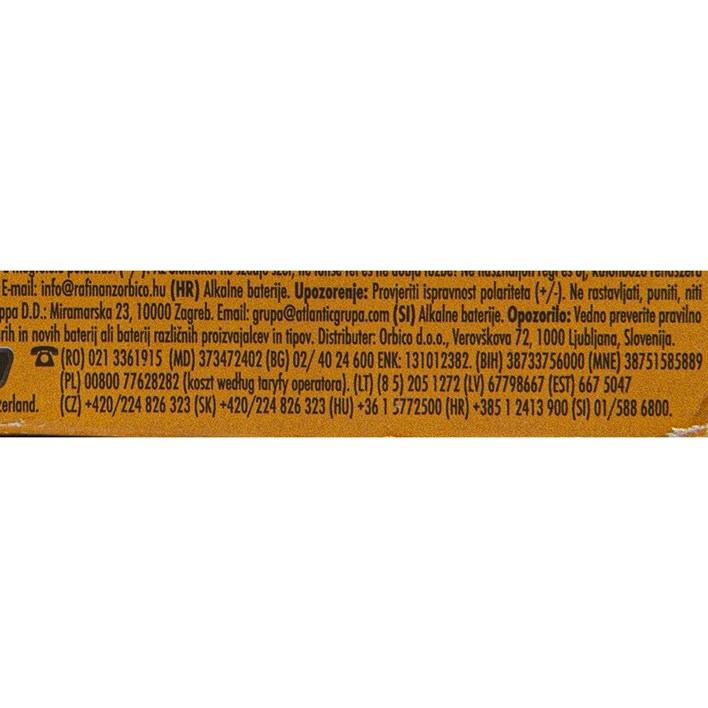 E-mail: info@rafinanzorbico.hu (HR) Alkalne baterije. Upozorenje: Provjeriti ispravnost polariteta (+/-). Ne rastavljati, puniti, niti
ppa D.D.: Miramarska 23, 10000 Zagreb. Email: grupa@atlanticgrupa.com (SI) Alkalne baterije. Opozorilo: Vedno preverite pravilno
rih in novih baterij ali baterij različnih proizvajalcev in tipov. Distributer: Orbico d.o.o., Verovškova 72, 1000 Ljubljana, Slovenija.
(RO) 021 3361915 (MD) 373472402 (BG) 02/ 40 24 600 ENK: 131012382. (BIH) 38733756000 (MNE) 38751585889
(PL) 00800 77628282 (koszt według taryfy operatora). (LT) (8 5) 205 1272 (LV) 67798667 (EST) 667 5047
zerland. (CZ) +420/224 826 323 (SK) +420/224 826 323 (HU) +36 1 5772500 (HR) +385 1 2413 900 (SI) 01/588 6800.